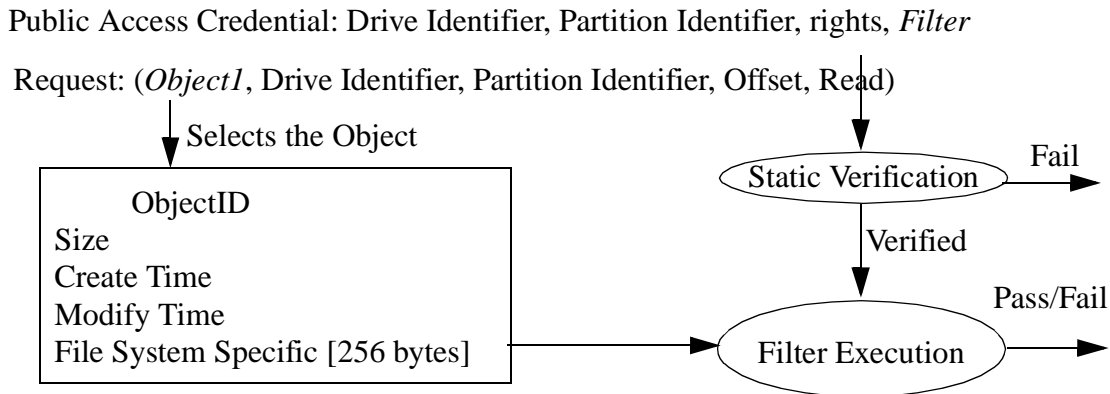 Public Access Credential: Drive Identifier, Partition Identifier, rights, Filter
Request: (Object1, Drive Identifier, Partition Identifier, Offset, Read)
Selects the Object
ObjectID
Size
Create Time
Modify Time
File System Specific [256 bytes]
Static Verification
Fail
Verified
Filter Execution
Pass/Fail